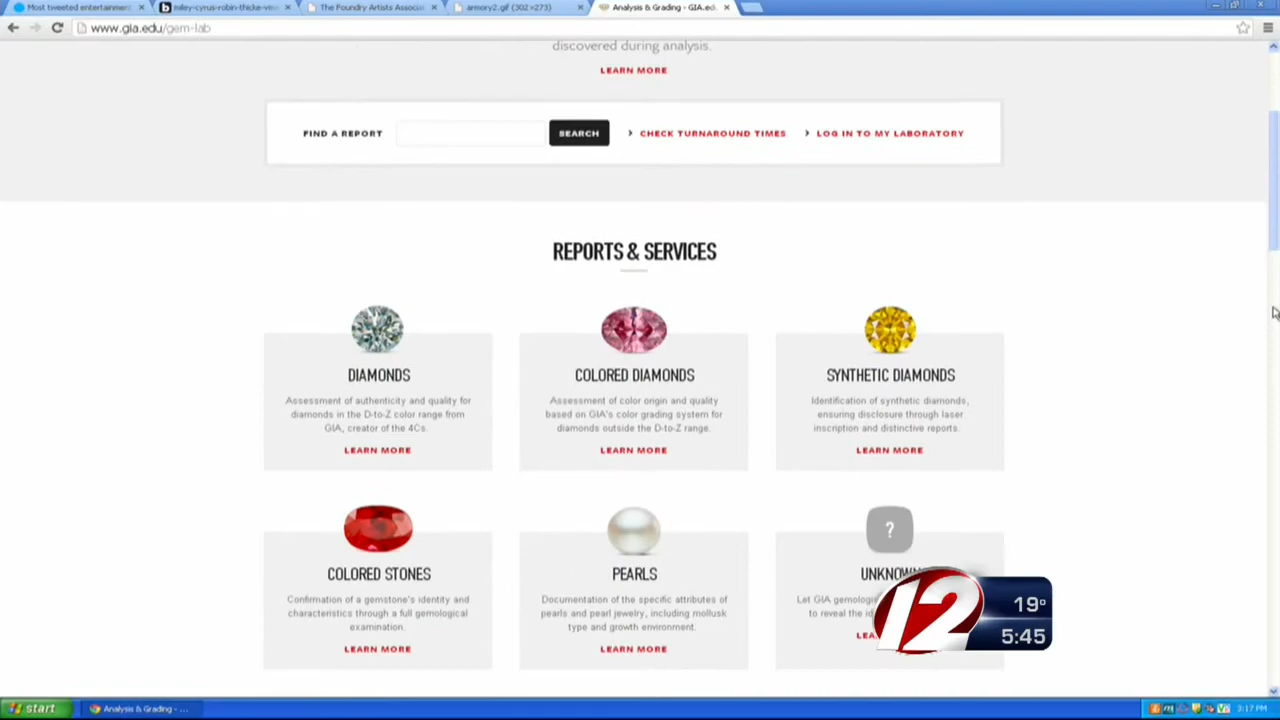 Most tweeted entertainment
miley-cyrus-robin-thicke-vm
The Foundry Artists Associa
armory2.gif (302×273)
Analysis & Grading - GIA.ed
www.gia.edu/gem-lab
discovered during analysis.
LEARN MORE
FIND A REPORT
SEARCH
CHECK TURNAROUND TIMES
LOG IN TO MY LABORATORY
REPORTS & SERVICES
DIAMONDS
Assessment of authenticity and quality for
diamonds in the D-to-Z color range from
GIA, creator of the 4Cs.
LEARN MORE
COLORED DIAMONDS
Assessment of color origin and quality
based on GIA's color grading system for
diamonds outside the D-to-Z range.
LEARN MORE
SYNTHETIC DIAMONDS
Identification of synthetic diamonds,
ensuring disclosure through laser
inscription and distinctive reports.
LEARN MORE
COLORED STONES
Confirmation of a gemstone's identity and
characteristics through a full gemological
examination.
LEARN MORE
PEARLS
Documentation of the specific attributes of
pearls and pearl jewelry, including mollusk
type and growth environment.
LEARN MORE
?
UNKNOWN
Let GIA gemolog
to reveal the id
LEA
12
19°
5:45
start
Analysis & Grading - ...
3:17 PM